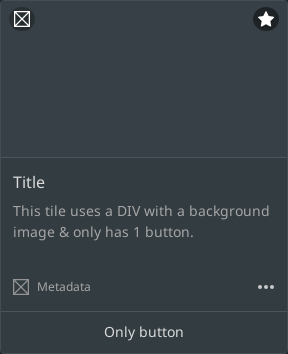 Title
This tile uses a DIV with a background
image & only has 1 button.
Metadata
Only button